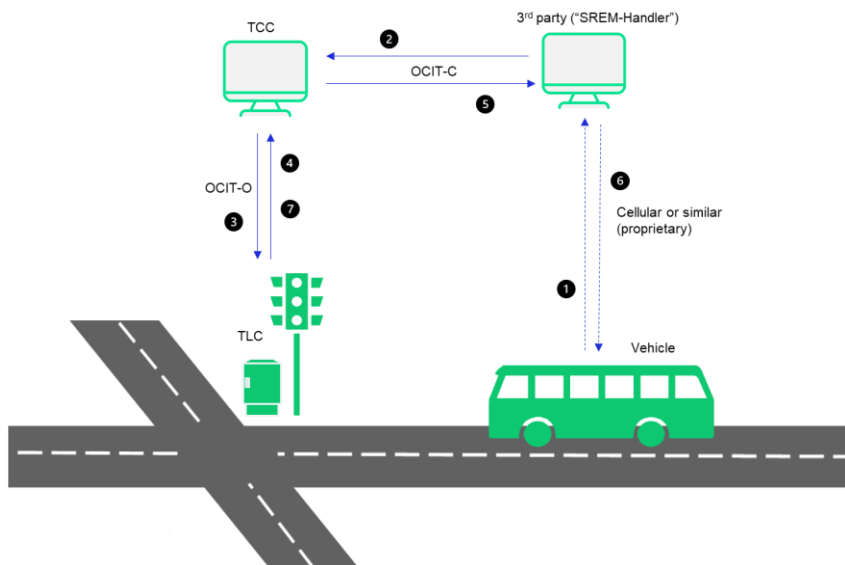 TCC
3rd party (“SREM-Handler”)
2
OCIT-C
5
4
OCIT-O
7
3
6
Cellular or similar
(proprietary)
1
TLC
Vehicle